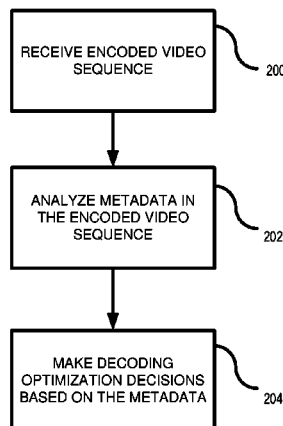 RECEIVE ENCODED VIDEO
SEQUENCE
200
ANALYZE METADATA IN
THE ENCODED VIDEO
SEQUENCE
202
MAKE DECODING
OPTIMIZATION DECISIONS
BASED ON THE METADATA
204